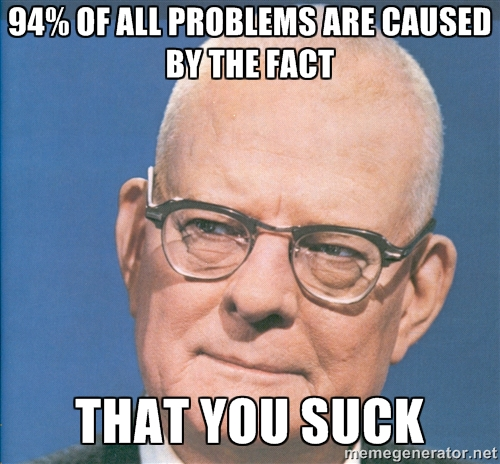 94% OF ALL PROBLEMS ARE CAUSED
BY THE FACT
THAT YOU SUCK
memegenerator.net